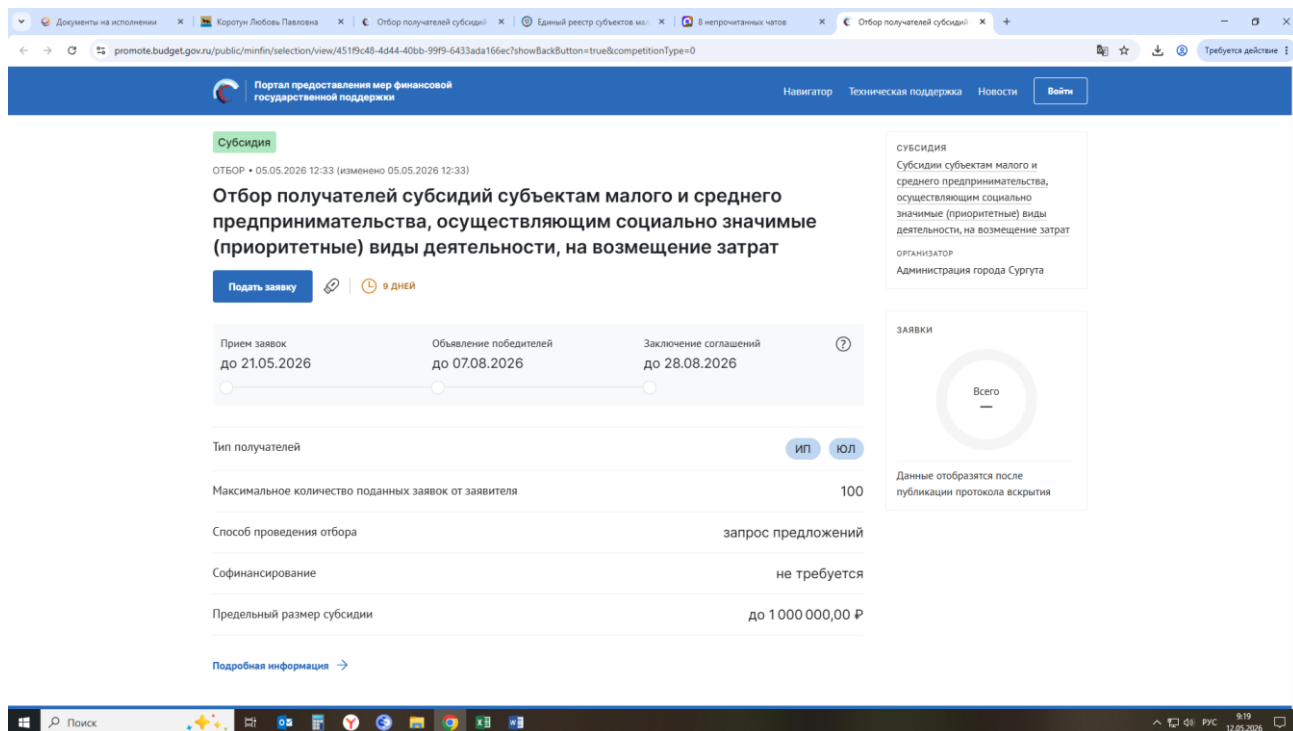 Документы на исполнении
Коротун Любовь Павловна
Отбор получателей субсидий
Единый реестр субъектов мал
8 непрочитанных чатов
Отбор получателей субсидий
promote.budget.gov.ru/public/minfin/selection/view/451f9c48-4d44-40bb-99f9-6433ada166ec?showBackButton=true&competitionType=0
Требуется действие
Портал предоставления мер финансовой
государственной поддержки
Навигатор Техническая поддержка Новости Войти
Субсидия
ОТБОР • 05.05.2026 12:33 (изменено 05.05.2026 12:33)
Отбор получателей субсидий субъектам малого и среднего
предпринимательства, осуществляющим социально значимые
(приоритетные) виды деятельности, на возмещение затрат
Подать заявку
9 ДНЕЙ
Прием заявок
до 21.05.2026
Объявление победителей
до 07.08.2026
Заключение соглашений
до 28.08.2026
?
Тип получателей ИП ЮЛ
Максимальное количество поданных заявок от заявителя 100
Способ проведения отбора запрос предложений
Софинансирование не требуется
Предельный размер субсидии до 1 000 000,00 ₽
Подробная информация →
СУБСИДИЯ
Субсидии субъектам малого и
среднего предпринимательства,
осуществляющим социально
значимые (приоритетные) виды
деятельности, на возмещение затрат
ОРГАНИЗАТОР
Администрация города Сургута
ЗАЯВКИ
Всего
—
Данные отобразятся после
публикации протокола вскрытия
Поиск
РУС
9:19
12.05.2026